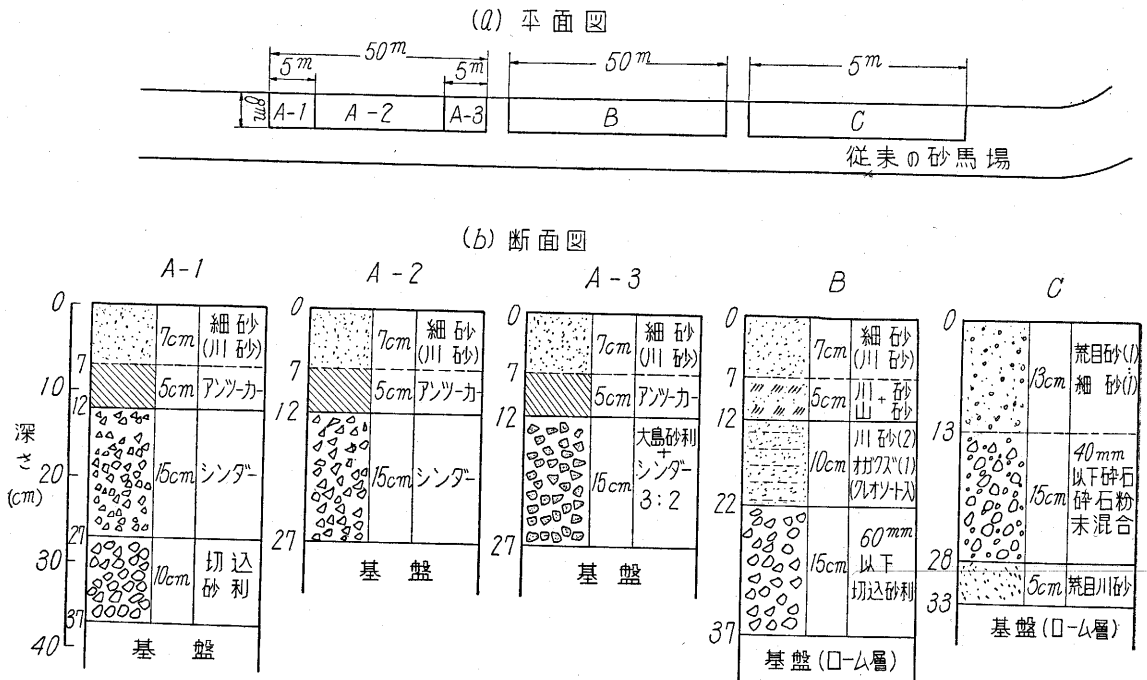 (a) 平面図
50m
50m
5m
5m
5m
A-1
A-2
A-3
B
C
従来の砂馬場
(b) 断面図
A-1
0
7
10
12
20
27
30
37
40
深さ
(cm)
7cm
細砂
(川砂)
5cm
アンツーカー
15cm
シンダー
10cm
切込
砂利
基盤
A-2
0
7
12
27
7cm
細砂
(川砂)
5cm
アンツーカー
15cm
シンダー
基盤
A-3
0
7
12
27
7cm
細砂
(川砂)
5cm
アンツーカー
15cm
大島砂利
+
シンダー
3:2
基盤
B
0
7
12
22
37
7cm
細砂
(川砂)
5cm
川+砂
山 砂
10cm
川砂(2)
オガクズ(1)
(クレオソート入)
15cm
60mm
以下
切込砂利
基盤(ローム層)
C
0
13
28
33
13cm
荒目砂(1)
細砂(1)
15cm
40mm
以下砕石
砕石粉
末混合
5cm
荒目川砂
基盤(ローム層)